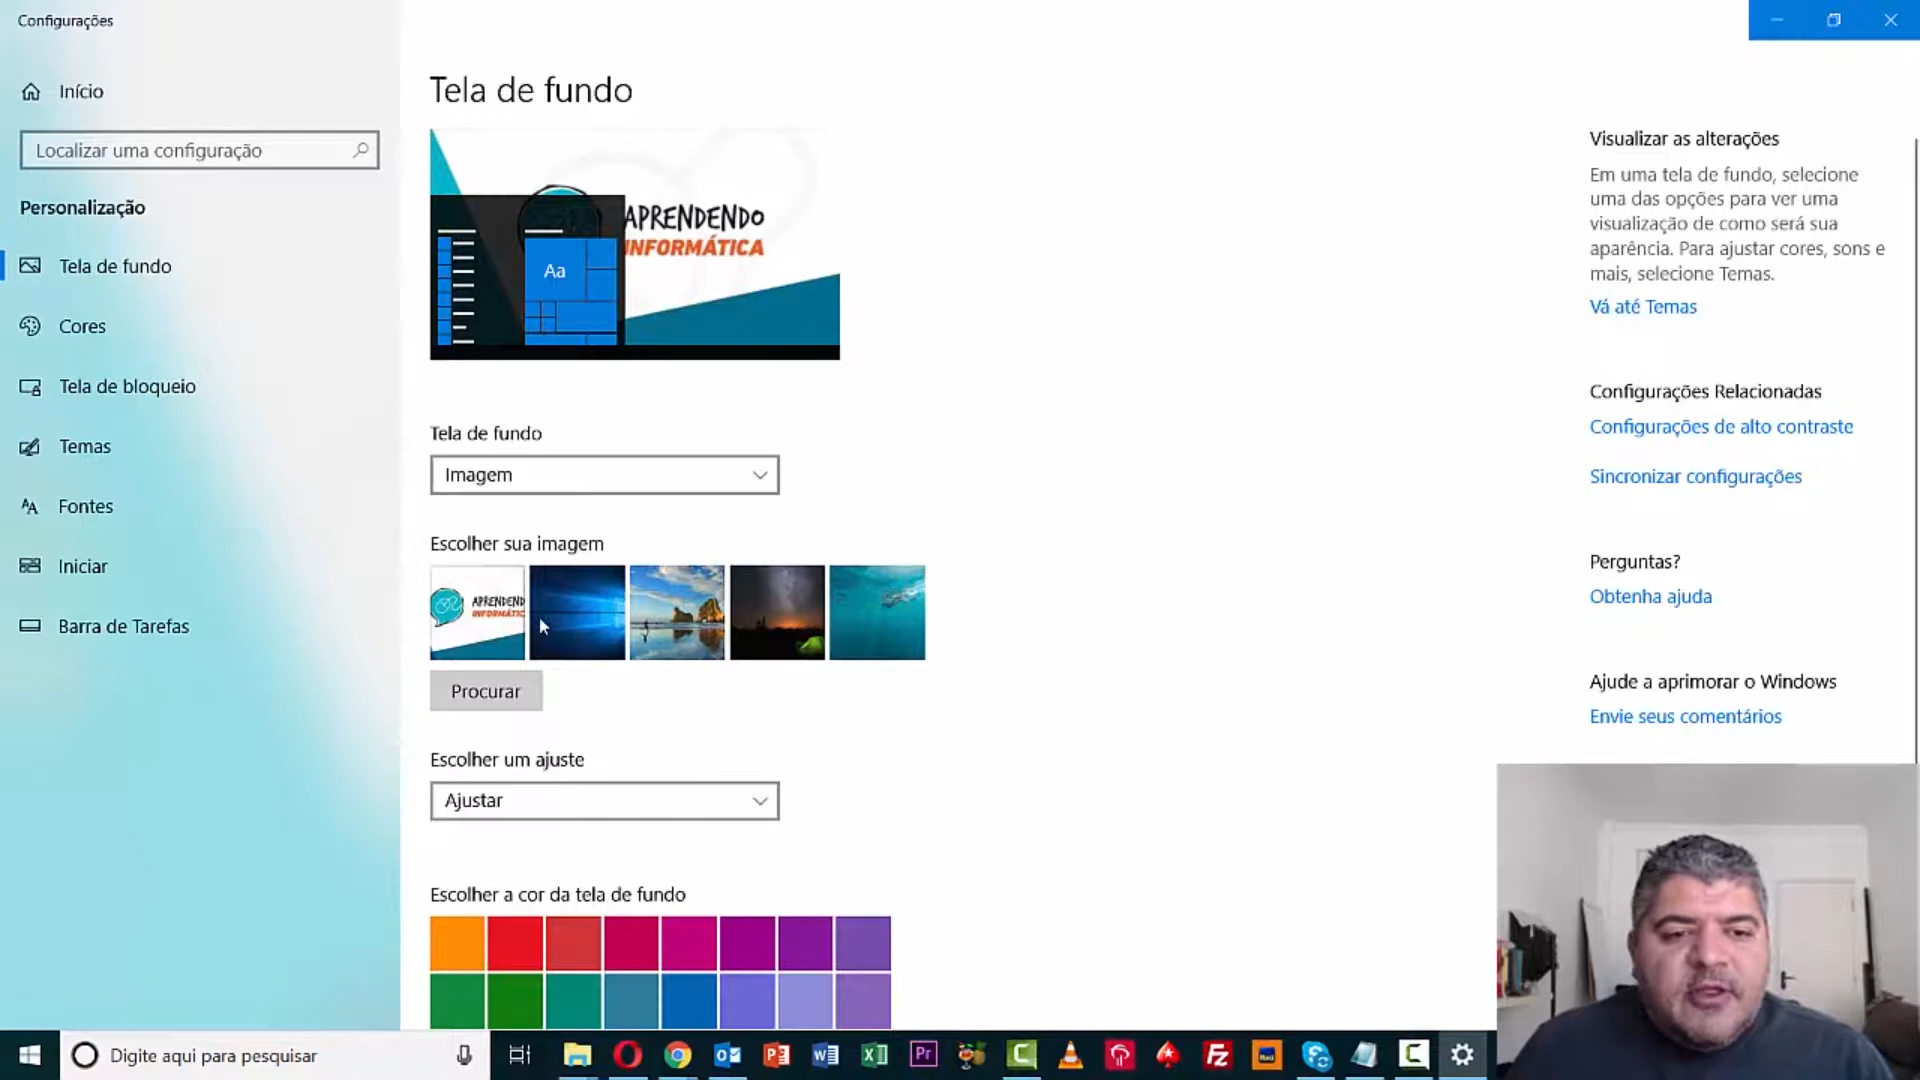 Configurações
Início
Localizar uma configuração
Personalização
Tela de fundo
Cores
Tela de bloqueio
Temas
Fontes
Iniciar
Barra de Tarefas
Tela de fundo
APRENDENDO
INFORMÁTICA
Aa
Tela de fundo
Imagem
Escolher sua imagem
APREND
INFORMÁTIC
Procurar
Escolher um ajuste
Ajustar
Escolher a cor da tela de fundo
Visualizar as alterações
Em uma tela de fundo, selecione
uma das opções para ver uma
visualização de como será sua
aparência. Para ajustar cores, sons e
mais, selecione Temas.
Vá até Temas
Configurações Relacionadas
Configurações de alto contraste
Sincronizar configurações
Perguntas?
Obtenha ajuda
Ajude a aprimorar o Windows
Envie seus comentários
Digite aqui para pesquisar